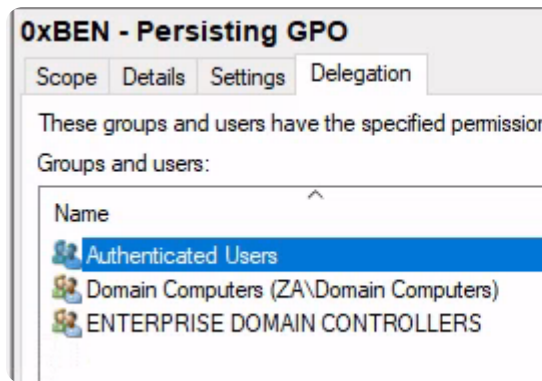 0xBEN - Persisting GPO
Scope Details Settings Delegation
These groups and users have the specified permission
Groups and users:
Name
Authenticated Users
Domain Computers (ZA\Domain Computers)
ENTERPRISE DOMAIN CONTROLLERS